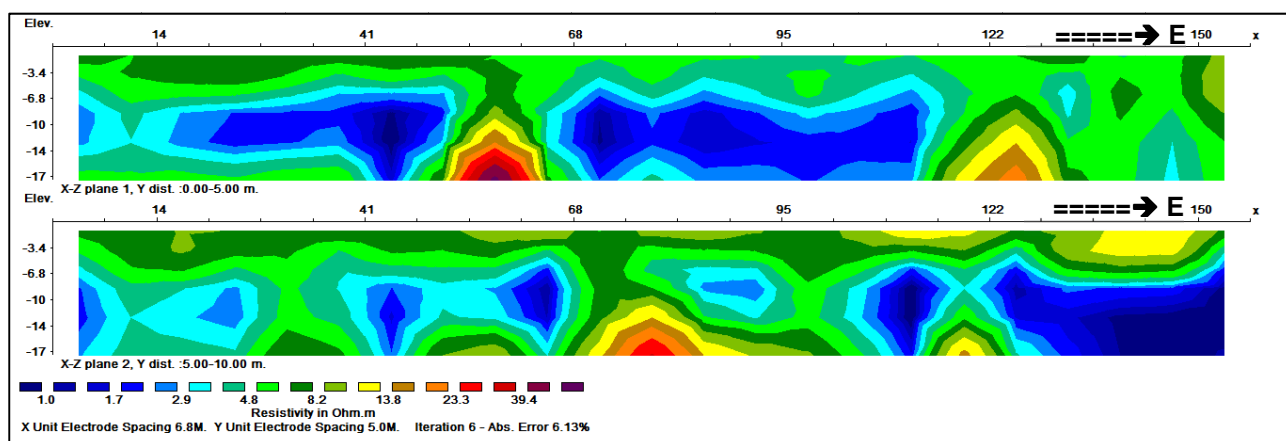 Elev.
14 41 68 95 122 150 x
=====➔ E
-3.4
-6.8
-10
-14
-17
X-Z plane 1, Y dist. :0.00-5.00 m.
Elev.
14 41 68 95 122 150 x
=====➔ E
-3.4
-6.8
-10
-14
-17
X-Z plane 2, Y dist. :5.00-10.00 m.
1.0 1.7 2.9 4.8 8.2 13.8 23.3 39.4
Resistivity in Ohm.m
X Unit Electrode Spacing 6.8M. Y Unit Electrode Spacing 5.0M. Iteration 6 - Abs. Error 6.13%